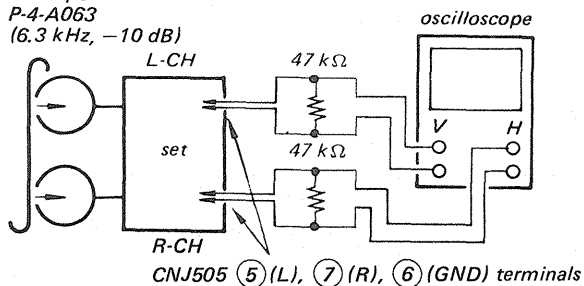 P-4-A063
(6.3 kHz, −10 dB)
oscilloscope
L-CH
47 kΩ
set
V
H
47 kΩ
R-CH
CNJ505 ⑤ (L), ⑦ (R), ⑥ (GND) terminals